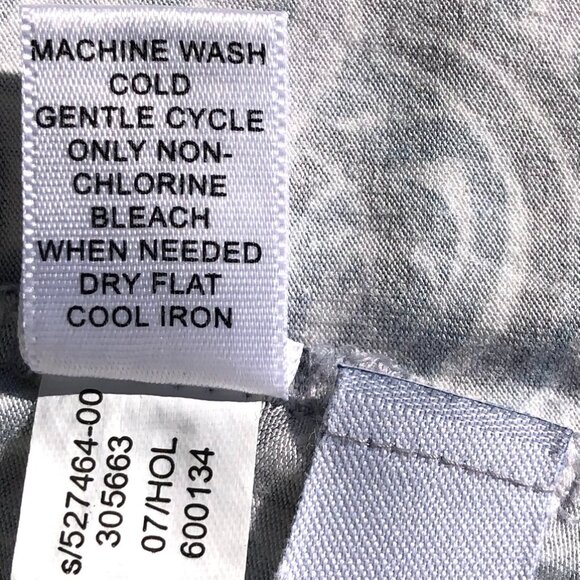 MACHINE WASH
COLD
GENTLE CYCLE
ONLY NON-
CHLORINE
BLEACH
WHEN NEEDED
DRY FLAT
COOL IRON
s/527464-00
305663
07/HOL
600134